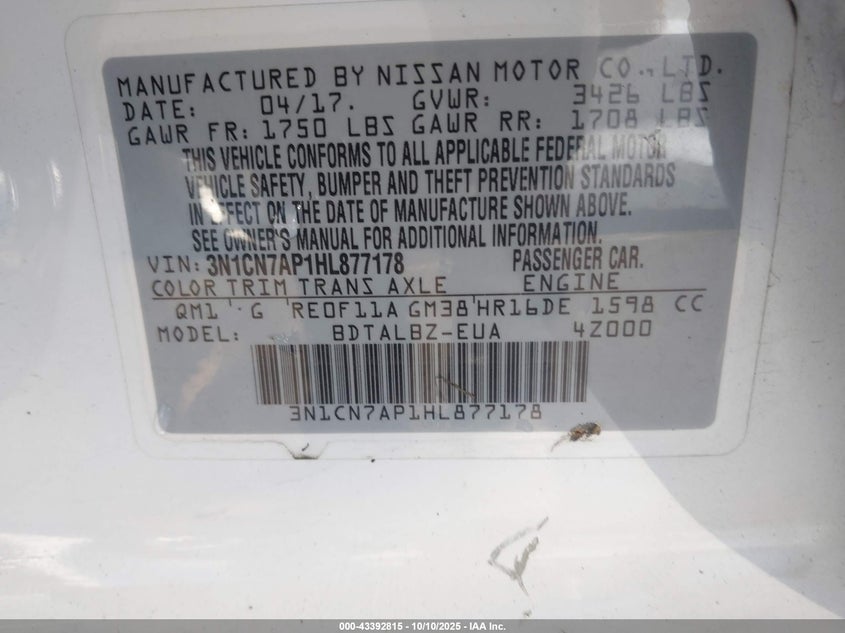 MANUFACTURED BY NISSAN MOTOR CO., LTD.
DATE: 04/17. GVWR: 3426 LBS
GAWR FR: 1750 LBS GAWR RR: 1708 LBS
THIS VEHICLE CONFORMS TO ALL APPLICABLE FEDERAL MOTOR
VEHICLE SAFETY, BUMPER AND THEFT PREVENTION STANDARDS
IN EFFECT ON THE DATE OF MANUFACTURE SHOWN ABOVE.
SEE OWNER'S MANUAL FOR ADDITIONAL INFORMATION.
VIN: 3N1CN7AP1HL877178 PASSENGER CAR.
COLOR TRIM TRANS AXLE ENGINE
QM1 G RE0F11A GM38 HR16DE 1598 CC
MODEL: BDTALBZ-EUA 4Z000
3N1CN7AP1HL877178
000-43392815 - 10/10/2025 - IAA Inc.